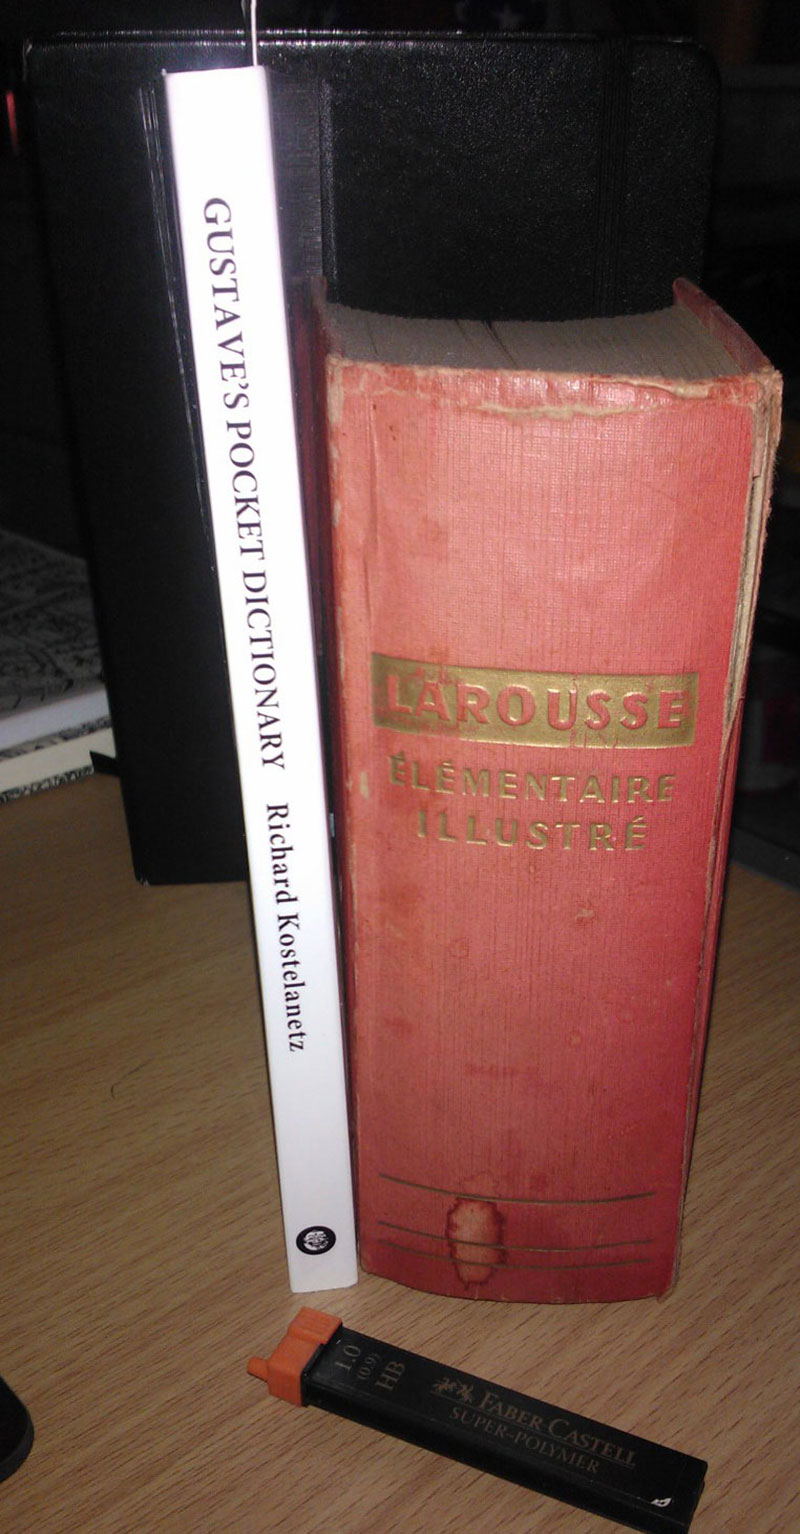 GUSTAVE'S POCKET DICTIONARY Richard Kostelanetz
LAROUSSE
ÉLÉMENTAIRE
ILLUSTRÉ
1.0
(0.9)
HB
FABER CASTELL
SUPER-POLYMER